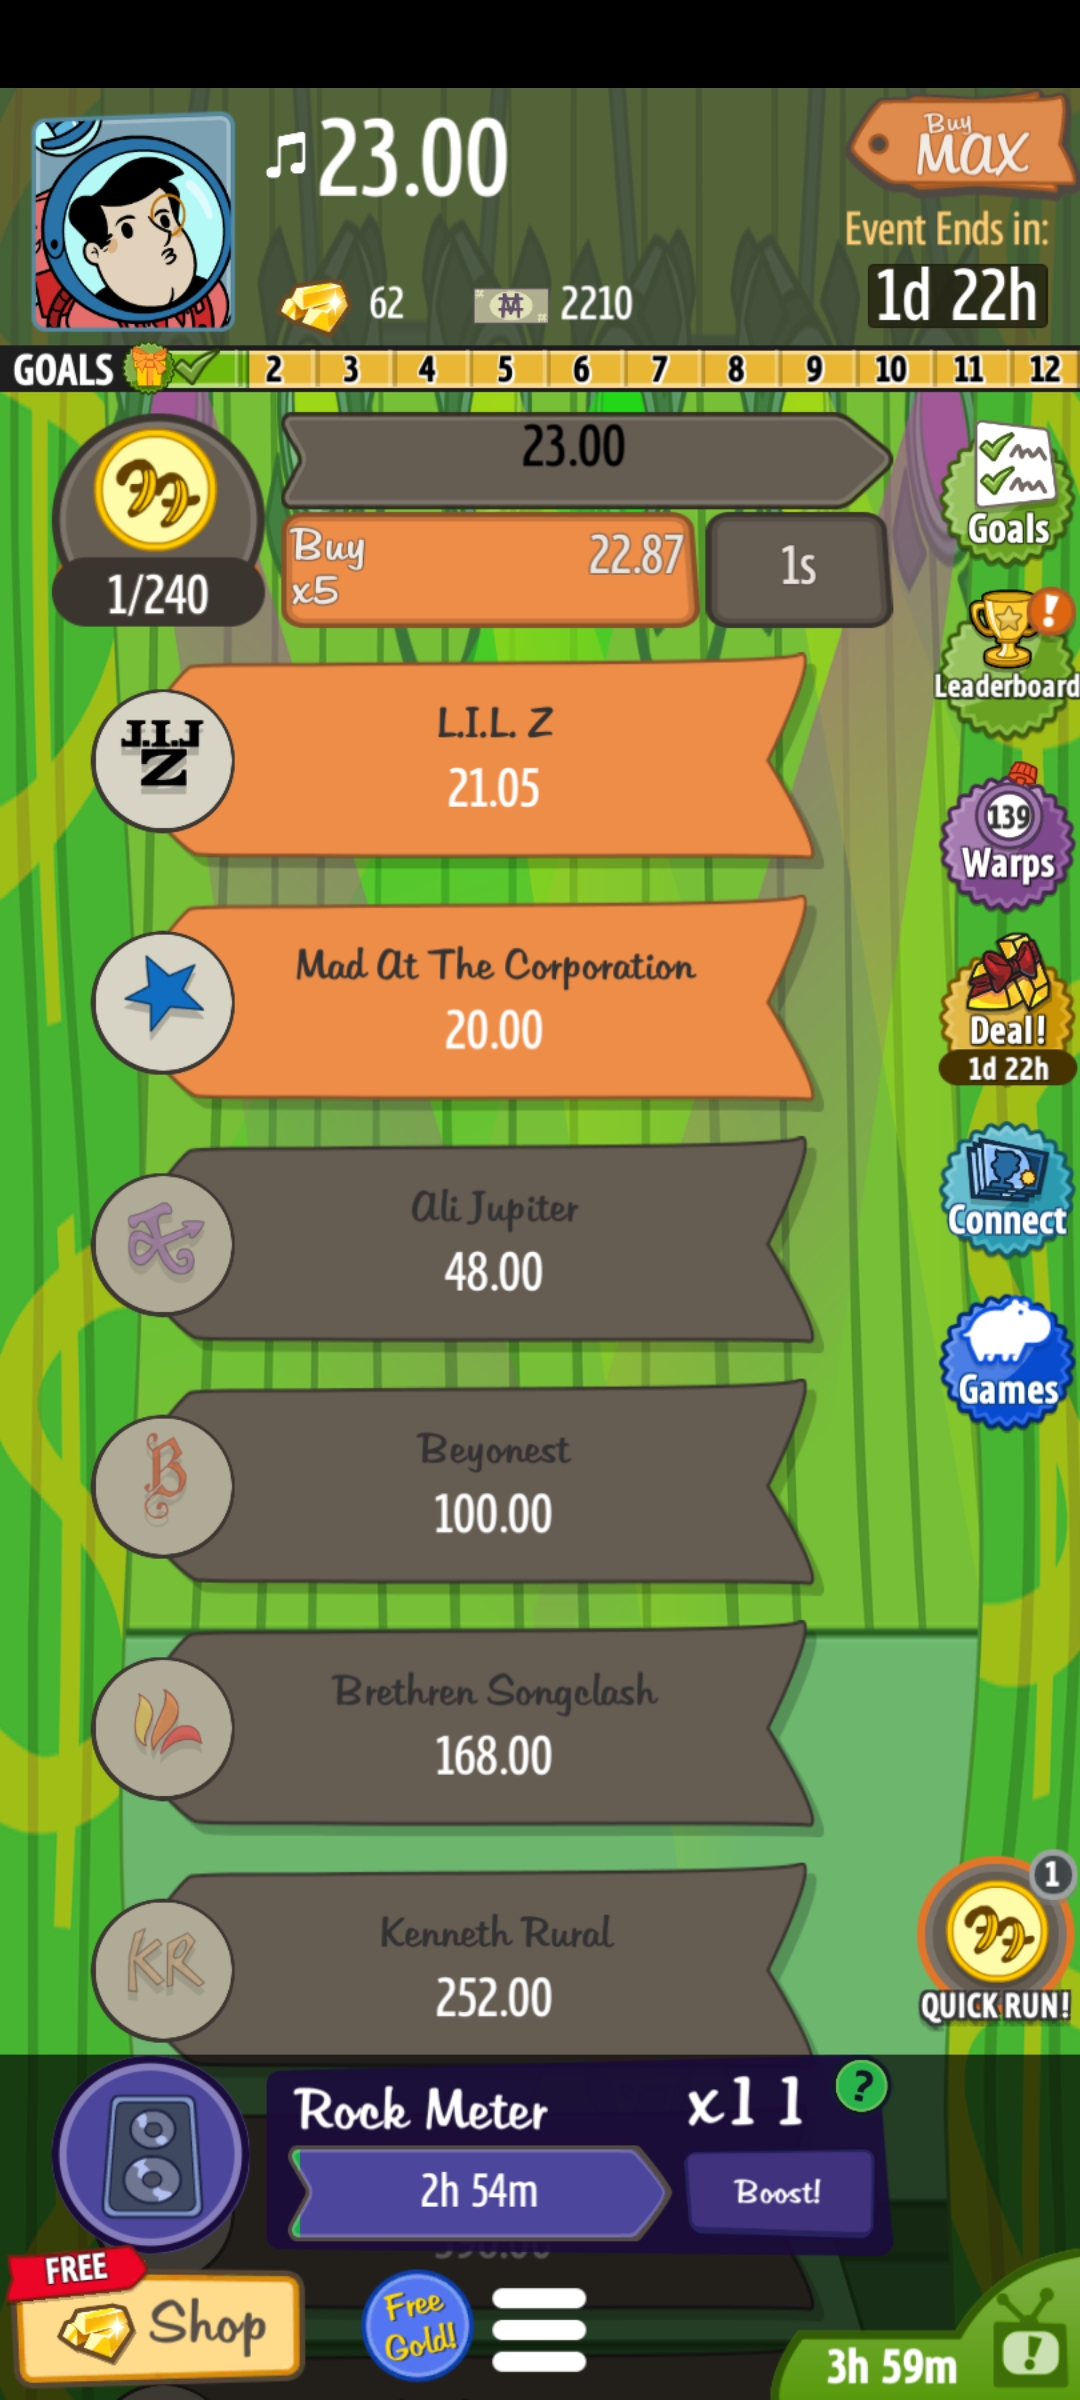 23.00
Buy
MAX
Event Ends in:
62
2210
1d 22h
GOALS 2 3 4 5 6 7 8 9 10 11 12
23.00
Buy
x5
22.87
1s
1/240
Goals
L.I.L. Z
21.05
Leaderboard
Mad At The Corporation
20.00
139
Warps
Deal!
1d 22h
Ali Jupiter
48.00
Connect
Beyonest
100.00
Games
Brethren Songclash
168.00
KR
Kenneth Rural
252.00
1
QUICK RUN!
Rock Meter
x11
?
2h 54m
Boost!
FREE
Shop
Free
Gold!
3h 59m